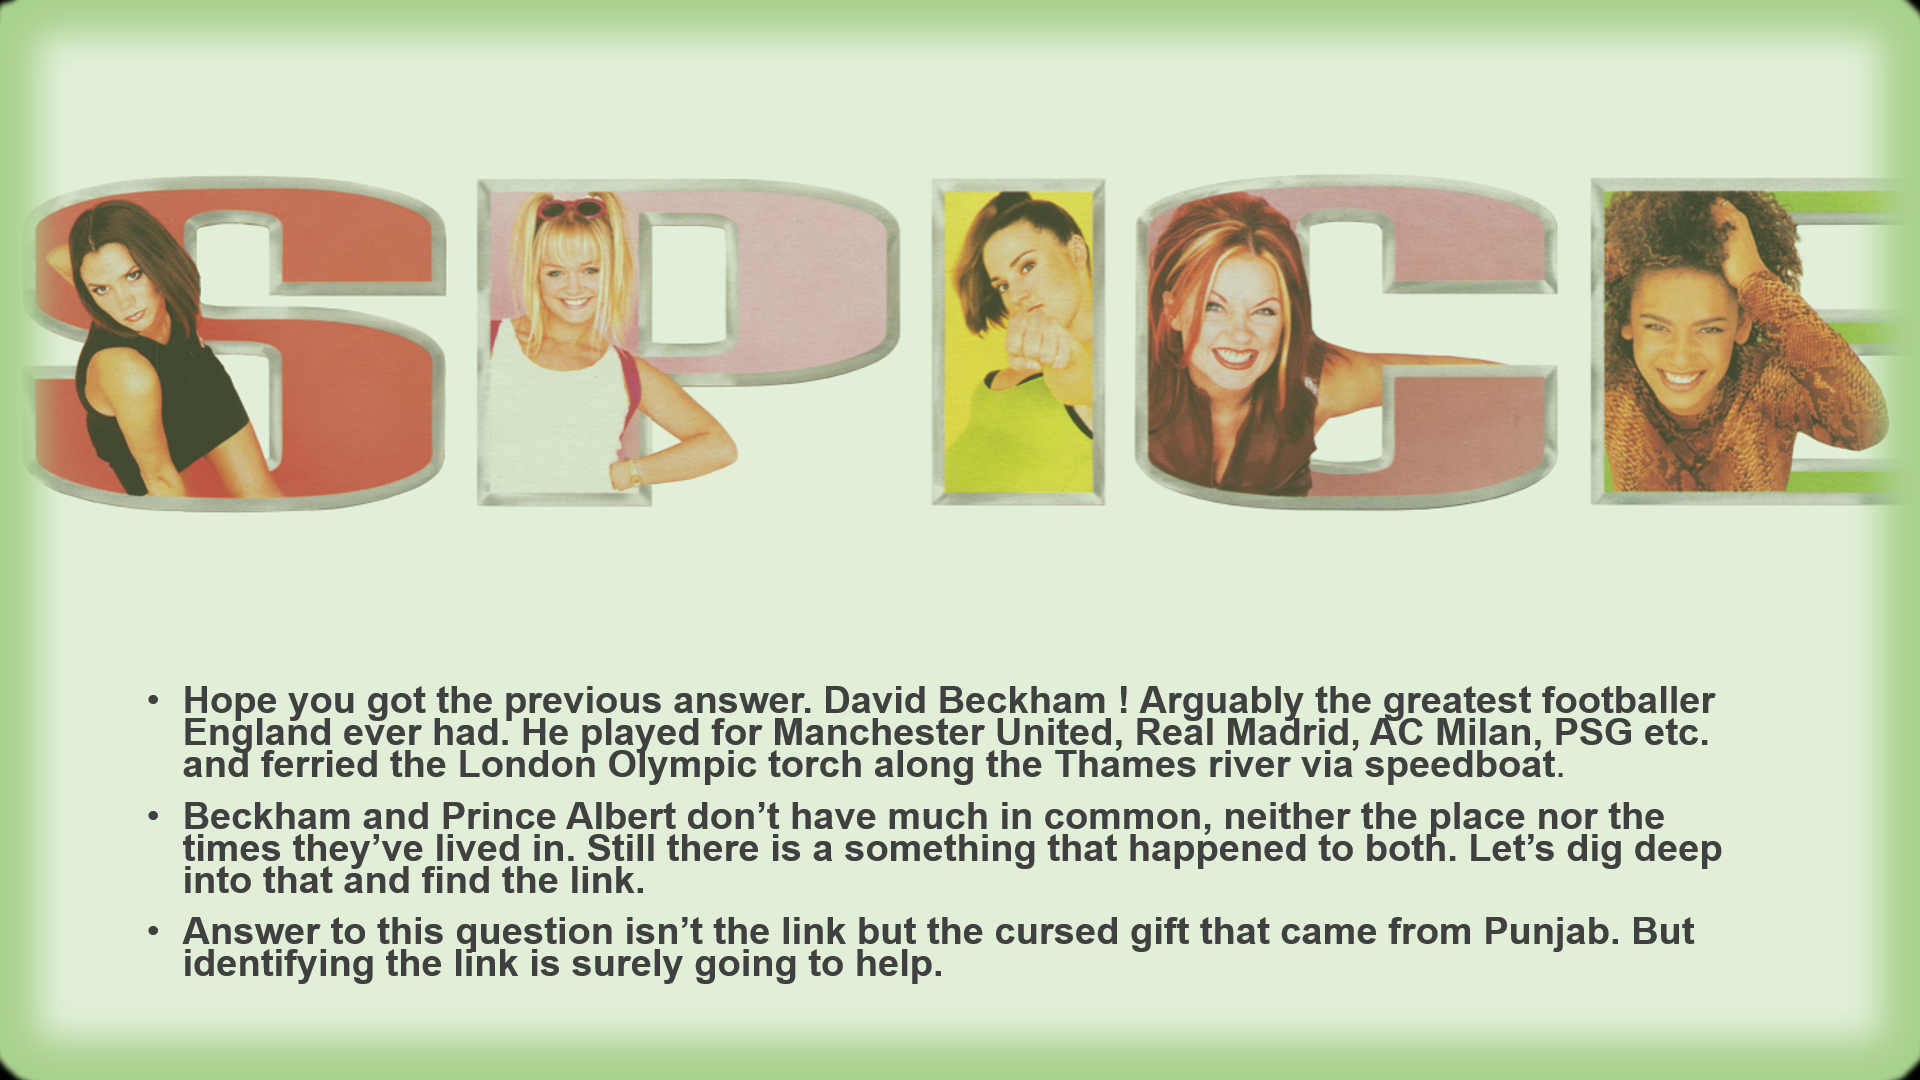 SPICE
• Hope you got the previous answer. David Beckham ! Arguably the greatest footballer
England ever had. He played for Manchester United, Real Madrid, AC Milan, PSG etc.
and ferried the London Olympic torch along the Thames river via speedboat.
• Beckham and Prince Albert don’t have much in common, neither the place nor the
times they’ve lived in. Still there is a something that happened to both. Let’s dig deep
into that and find the link.
• Answer to this question isn’t the link but the cursed gift that came from Punjab. But
identifying the link is surely going to help.